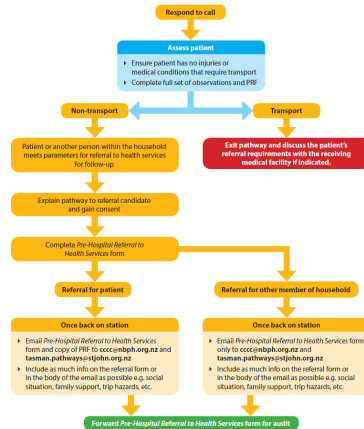 Respond to call
Assess patient
Ensure patient has no injuries or
medical conditions that require transport
Complete full set of observations and PRF
Non-transport
Transport
Patient or another person within the household
meets parameters for referral to health services
for follow-up
Exit pathway and discuss the patient's
referral requirements with the receiving
medical facility if indicated.
Explain pathway to referral candidate
and gain consent
Complete Pre-Hospital Referral to
Health Services form
Referral for patient
Referral for other member of household
Once back on station
Email Pre-Hospital Referral to Health Services
form and copy of PRF to cccc@nbph.org.nz and
tasman.pathways@stjohn.org.nz
Include as much info on the referral form or
in the body of the email as possible e.g. social
situation, family support, trip hazards, etc.
Once back on station
Email Pre-Hospital Referral to Health Services form
only to cccc@nbph.org.nz and
tasman.pathways@stjohn.org.nz
Include as much info on the referral form or
in the body of the email as possible e.g. social
situation, family support, trip hazards, etc.
Forward Pre-Hospital Referral to Health Services form for audit